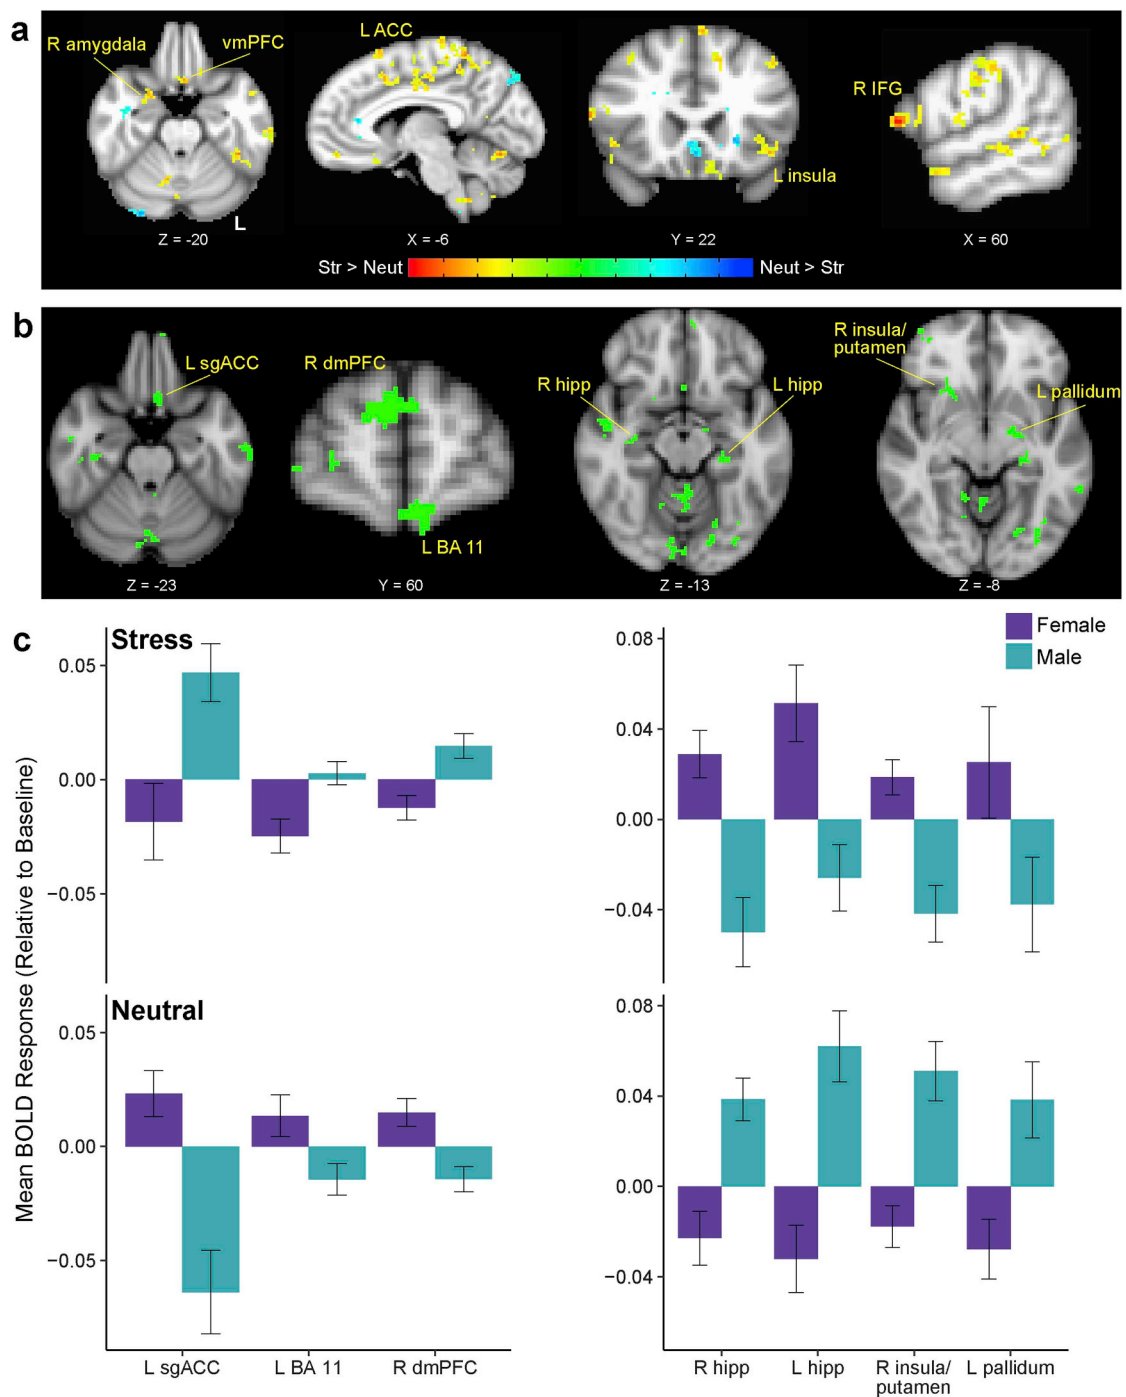 a
R amygdala
vmPFC
L ACC
R IFG
L insula
L
Z = -20
X = -6
Y = 22
X = 60
Str > Neut
Neut > Str
b
L sgACC
R dmPFC
R hipp
L hipp
R insula/
putamen
L pallidum
L BA 11
Z = -23
Y = 60
Z = -13
Z = -8
c
Stress
Female
Male
Mean BOLD Response (Relative to Baseline)
0.05
0.00
−0.05
0.08
0.04
0.00
−0.04
Neutral
0.05
0.00
−0.05
0.08
0.04
0.00
−0.04
L sgACC
L BA 11
R dmPFC
R hipp
L hipp
R insula/
putamen
L pallidum